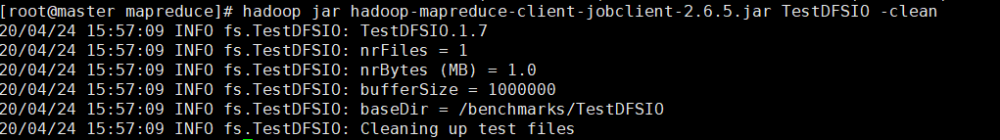 [root@master mapreduce]# hadoop jar hadoop-mapreduce-client-jobclient-2.6.5.jar TestDFSIO -clean
20/04/24 15:57:09 INFO fs.TestDFSIO: TestDFSIO.1.7
20/04/24 15:57:09 INFO fs.TestDFSIO: nrFiles = 1
20/04/24 15:57:09 INFO fs.TestDFSIO: nrBytes (MB) = 1.0
20/04/24 15:57:09 INFO fs.TestDFSIO: bufferSize = 1000000
20/04/24 15:57:09 INFO fs.TestDFSIO: baseDir = /benchmarks/TestDFSIO
20/04/24 15:57:09 INFO fs.TestDFSIO: Cleaning up test files